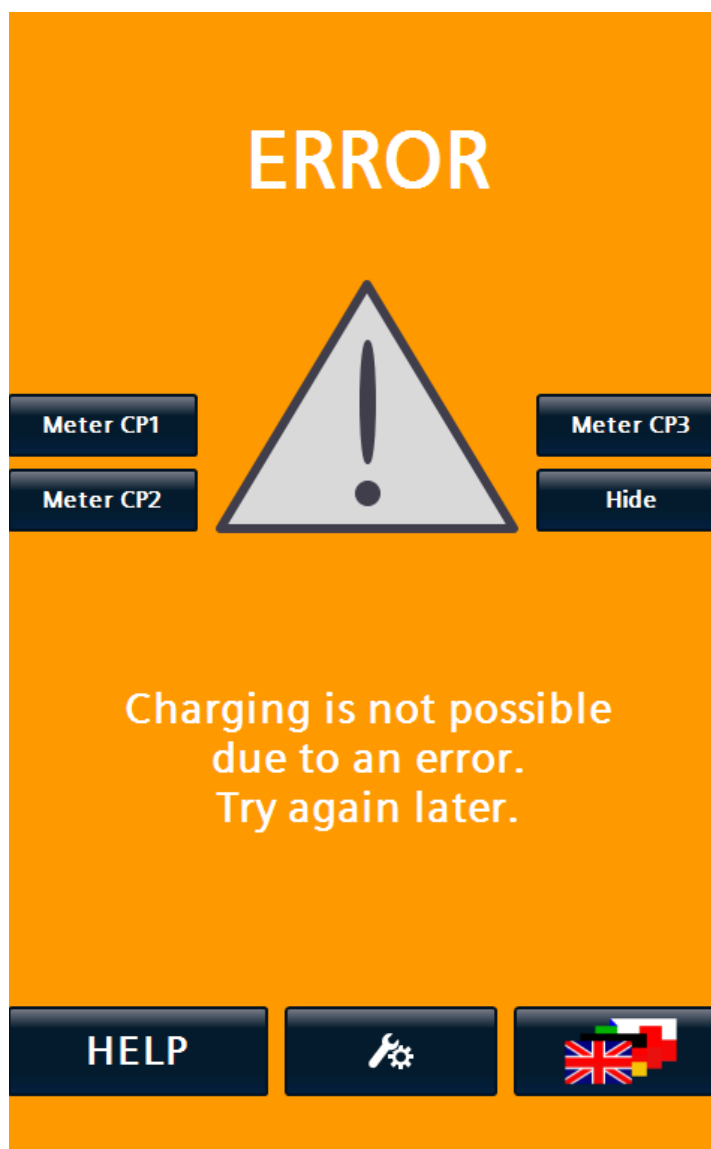 ERROR
Meter CP1
Meter CP3
Meter CP2
Hide
Charging is not possible
due to an error.
Try again later.
HELP